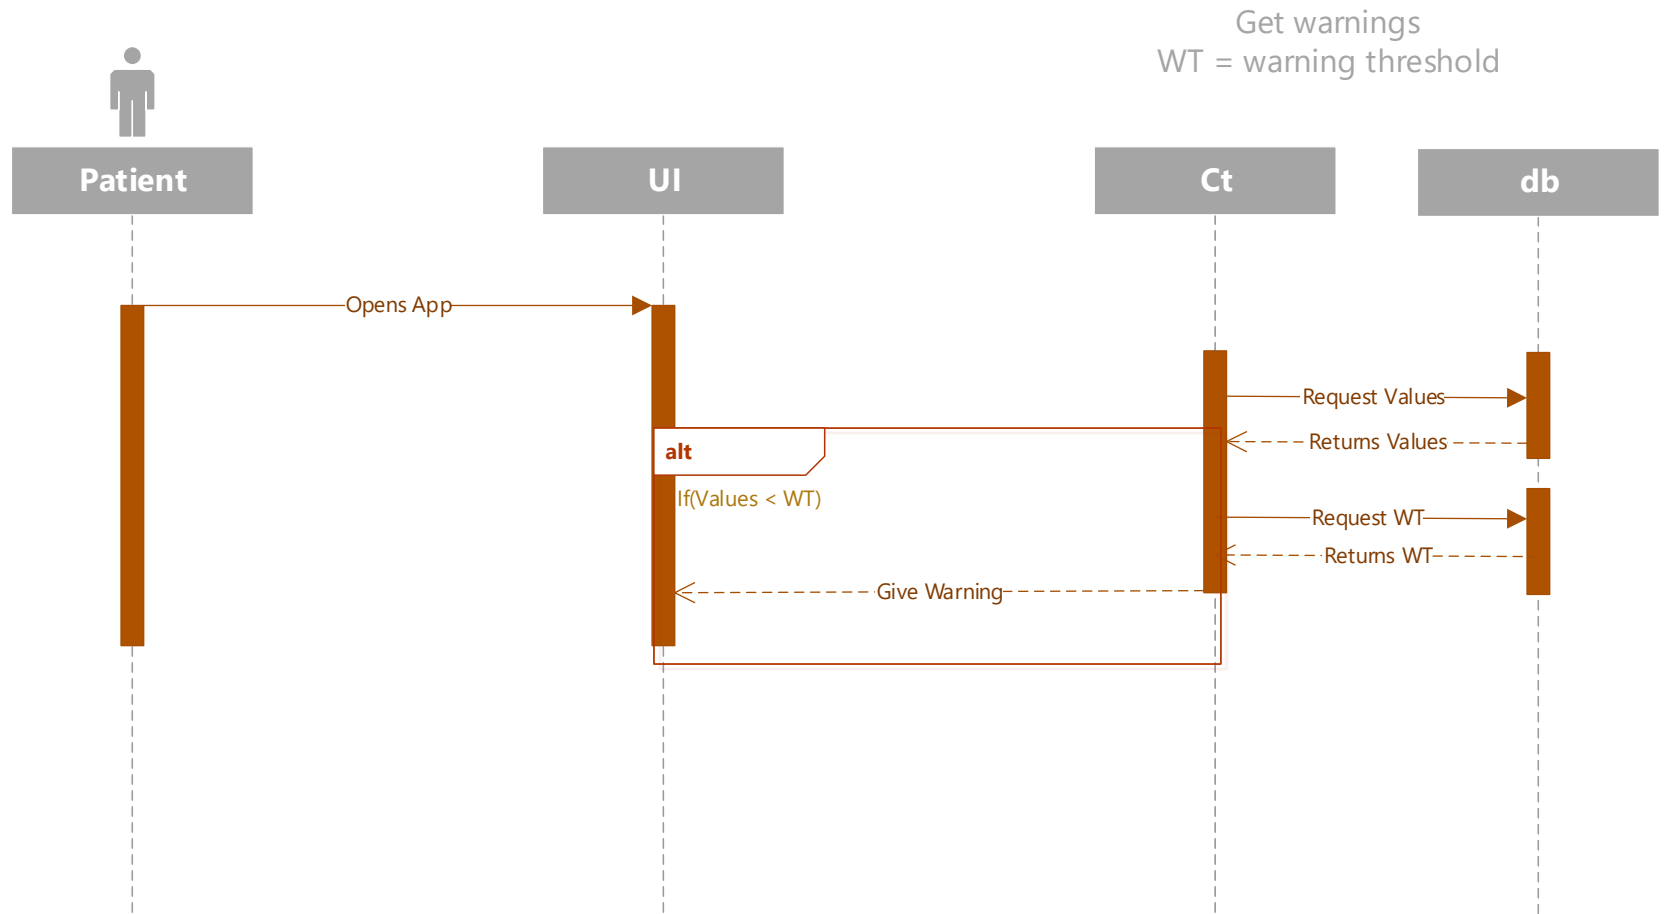 Get warnings
WT = warning threshold
Patient
UI
Ct
db
Opens App
Request Values
Returns Values
alt
If(Values < WT)
Request WT
Returns WT
Give Warning